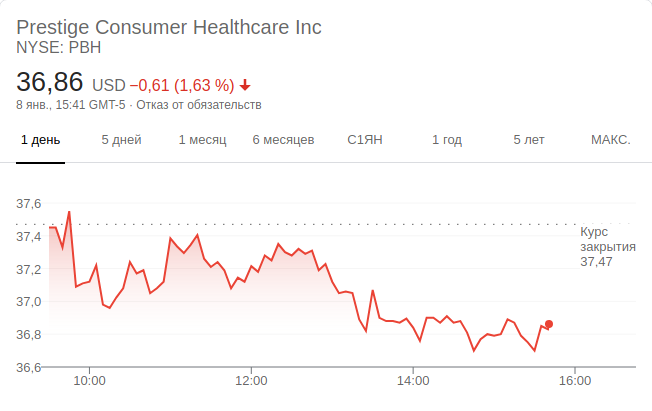 Prestige Consumer Healthcare Inc
NYSE: PBH
36,86 USD −0,61 (1,63 %)
8 янв., 15:41 GMT-5 · Отказ от обязательств
1 день 5 дней 1 месяц 6 месяцев С1ЯН 1 год 5 лет МАКС.
37,6
37,4
37,2
37,0
36,8
36,6
Курс
закрытия
37,47
10:00 12:00 14:00 16:00